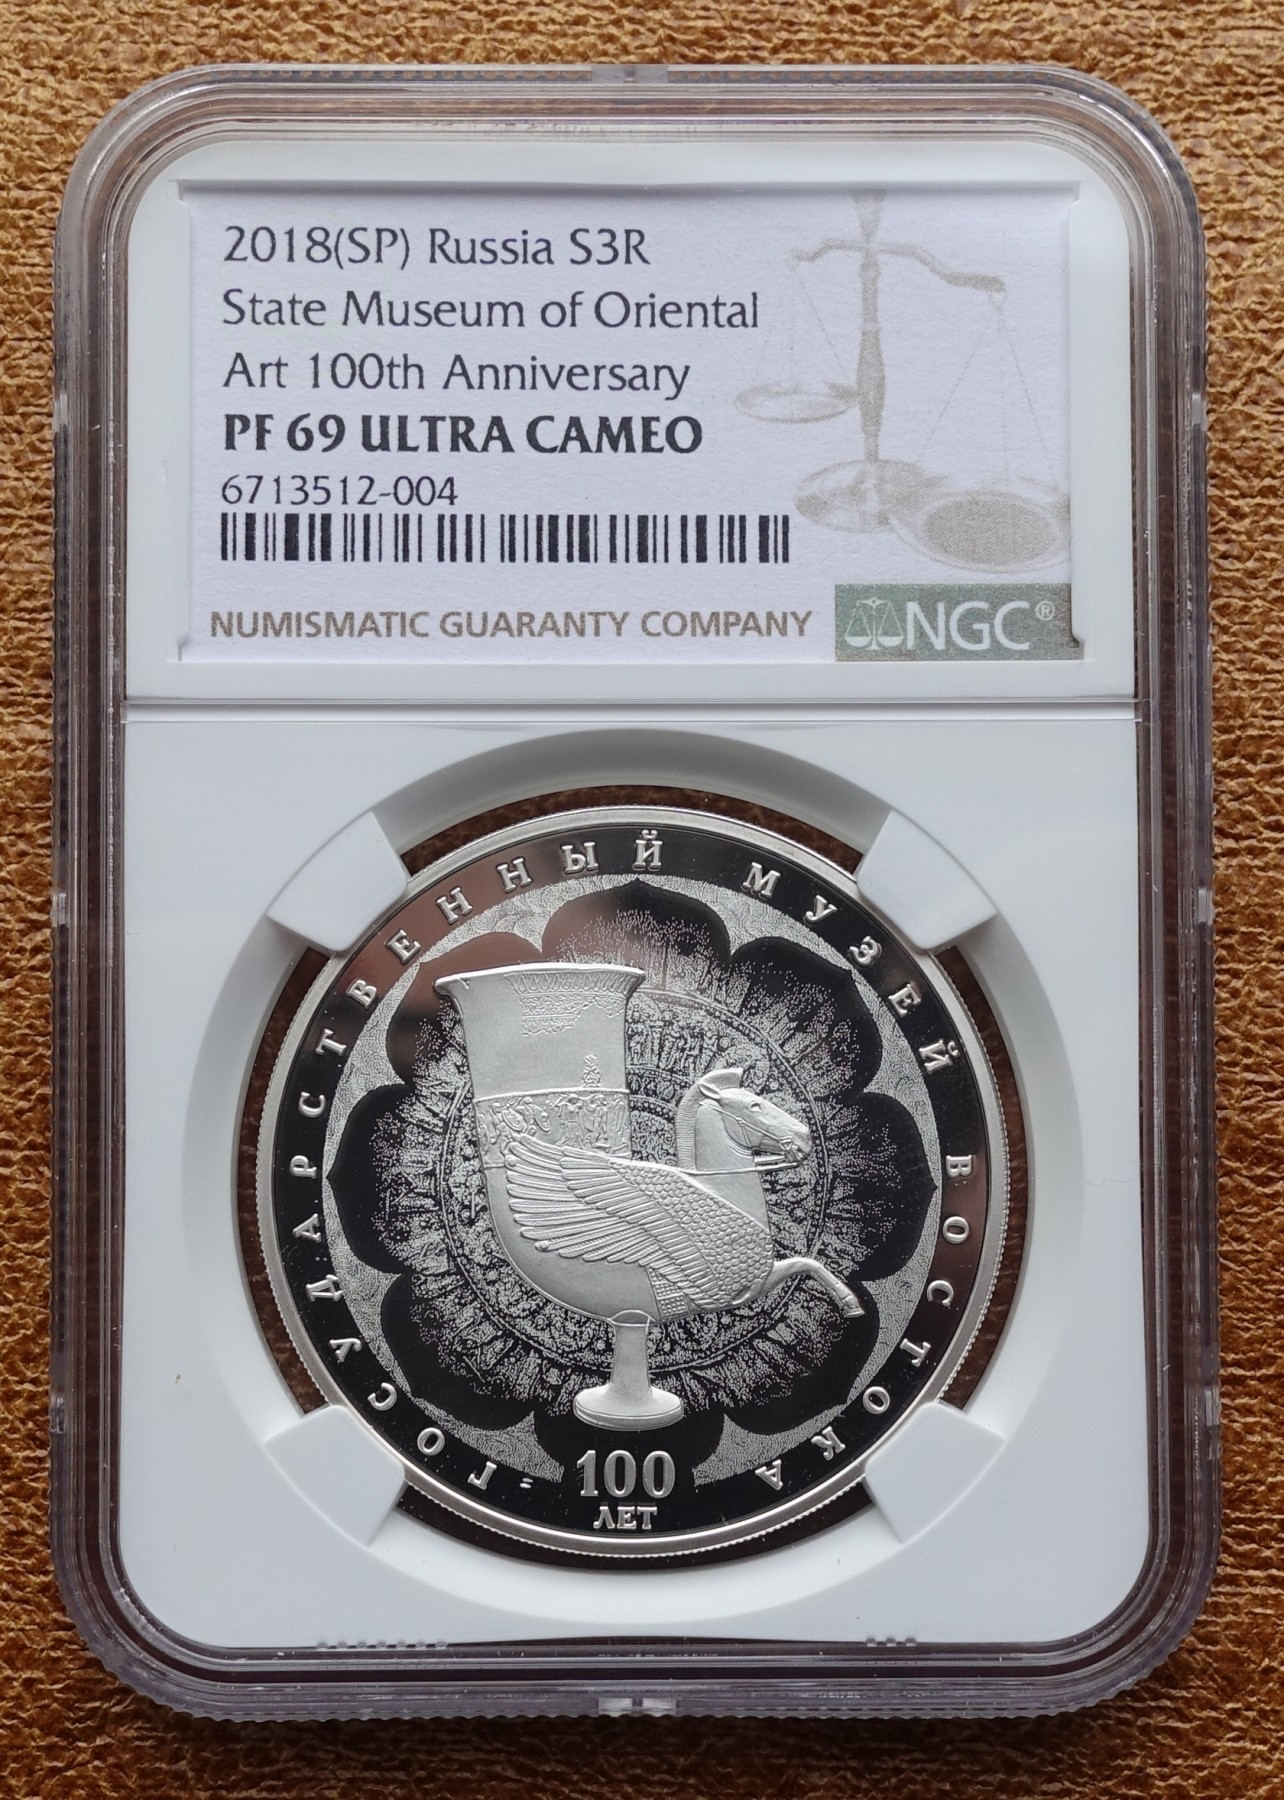 2018(SP) Russia S3R
State Museum of Oriental
Art 100th Anniversary
PF 69 ULTRA CAMEO
6713512-004
NUMISMATIC GUARANTY COMPANY
NGC®
ГОСУДАРСТВЕННЫЙ МУЗЕЙ ВОСТОКА
100
ЛЕТ